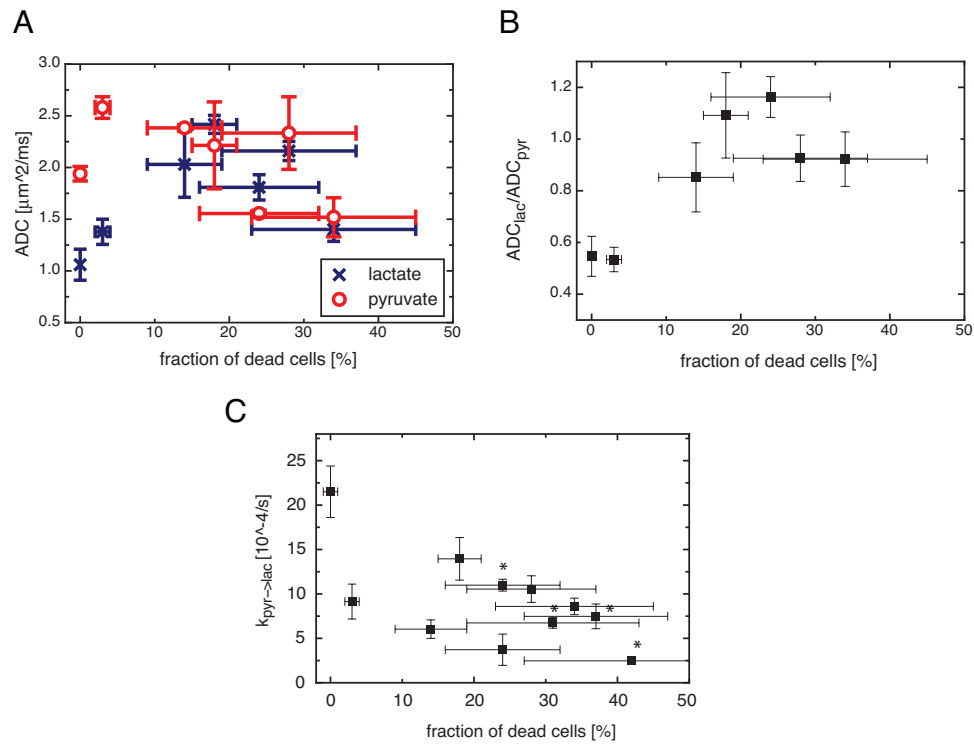 A
B
3.0
2.5
2.0
1.5
1.0
0.5
ADC [µm^2/ms]
0 10 20 30 40 50
fraction of dead cells [%]
lactate
pyruvate
1.2
1.0
0.8
0.6
0.4
ADClac/ADCpyr
0 10 20 30 40 50
fraction of dead cells [%]
C
25
20
15
10
5
0
kpyr->lac [10^-4/s]
*
* *
*
0 10 20 30 40 50
fraction of dead cells [%]